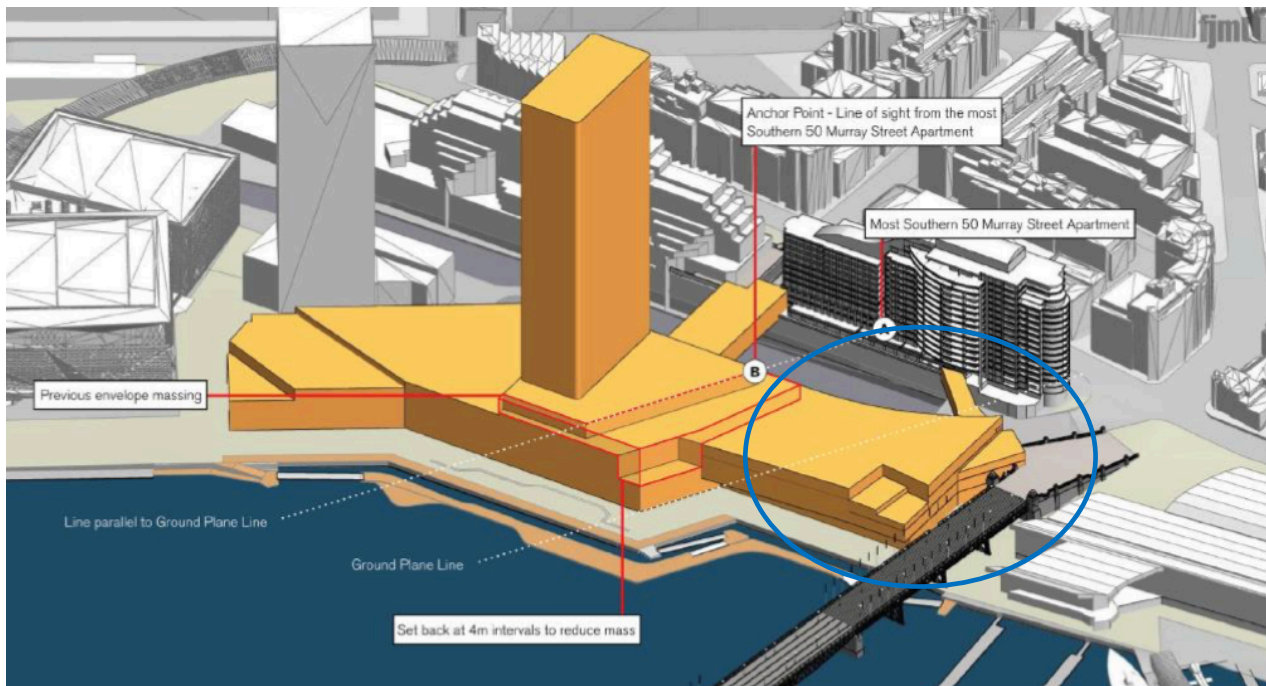 fjmt
Anchor Point - Line of sight from the most
Southern 50 Murray Street Apartment
Most Southern 50 Murray Street Apartment
A
B
Previous envelope massing
Line parallel to Ground Plane Line
Ground Plane Line
Set back at 4m intervals to reduce mass